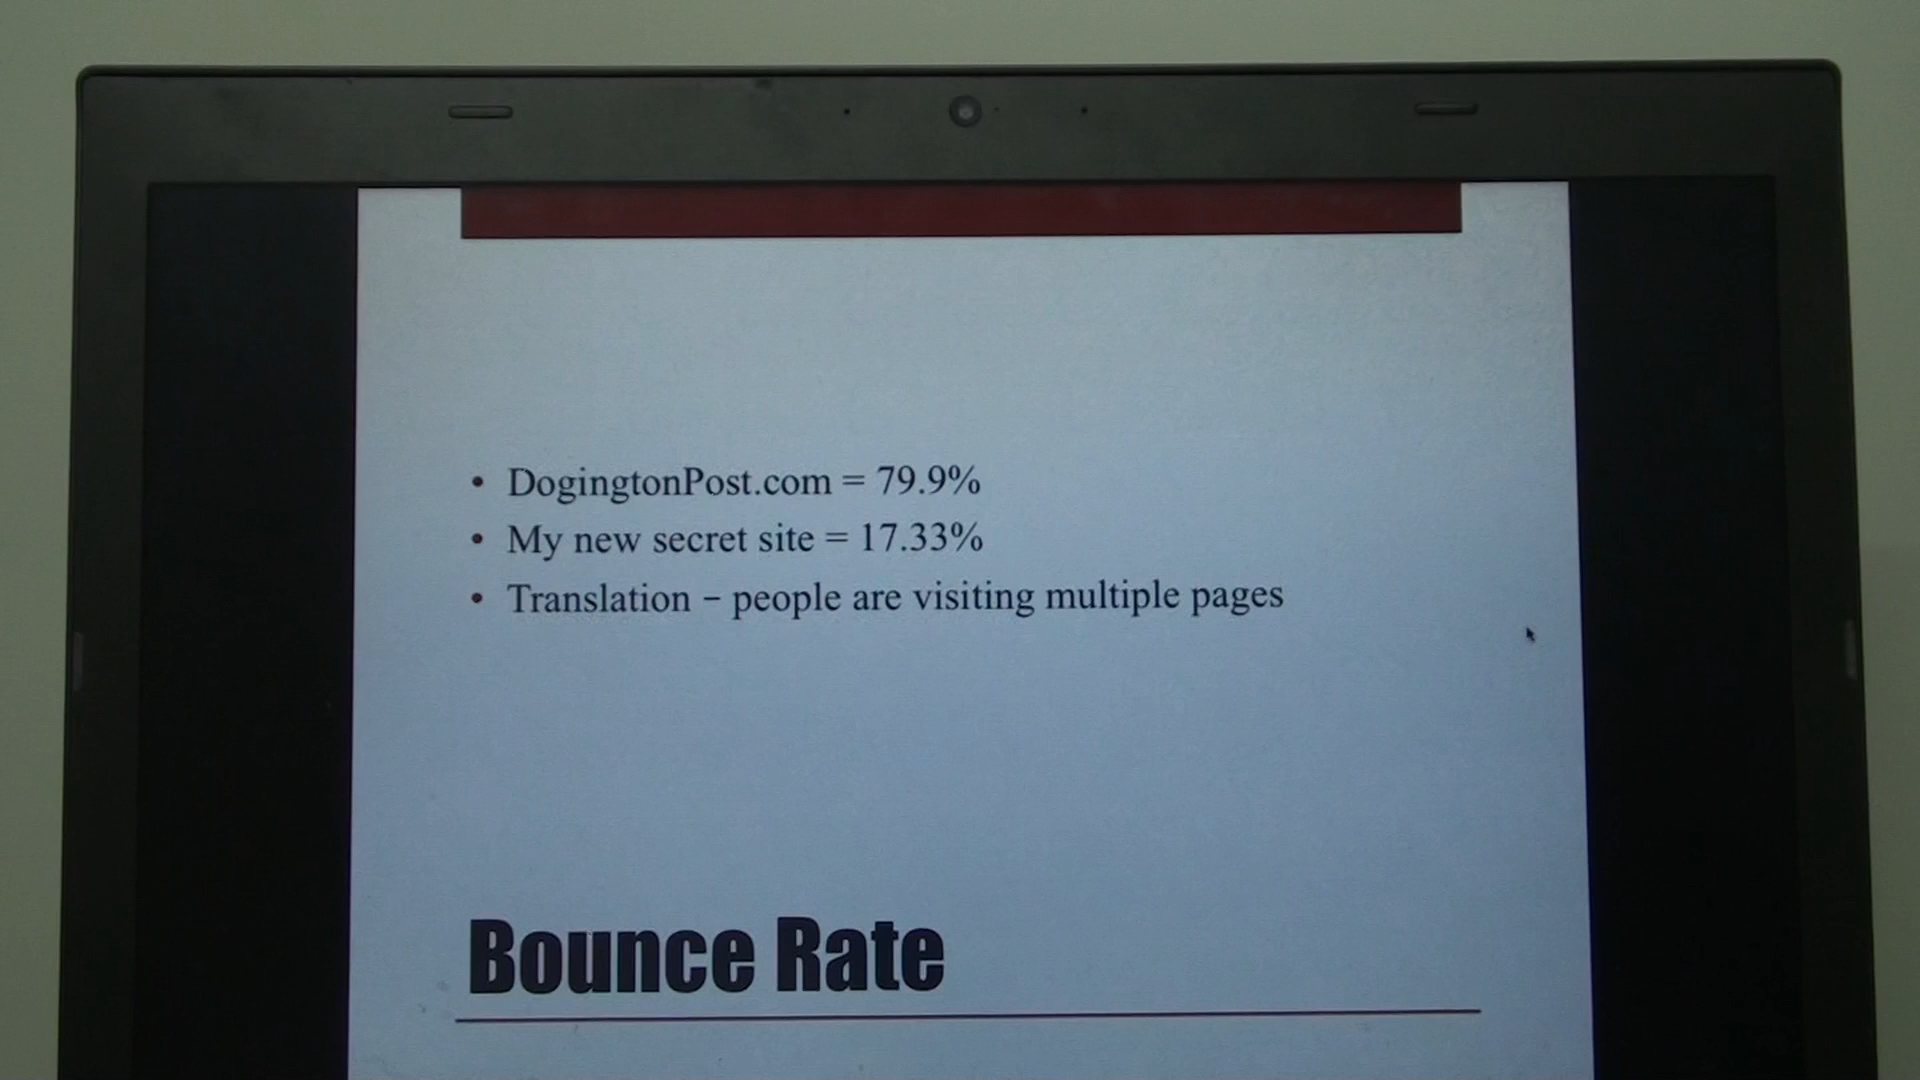 • DogingtonPost.com = 79.9%
• My new secret site = 17.33%
• Translation – people are visiting multiple pages
Bounce Rate